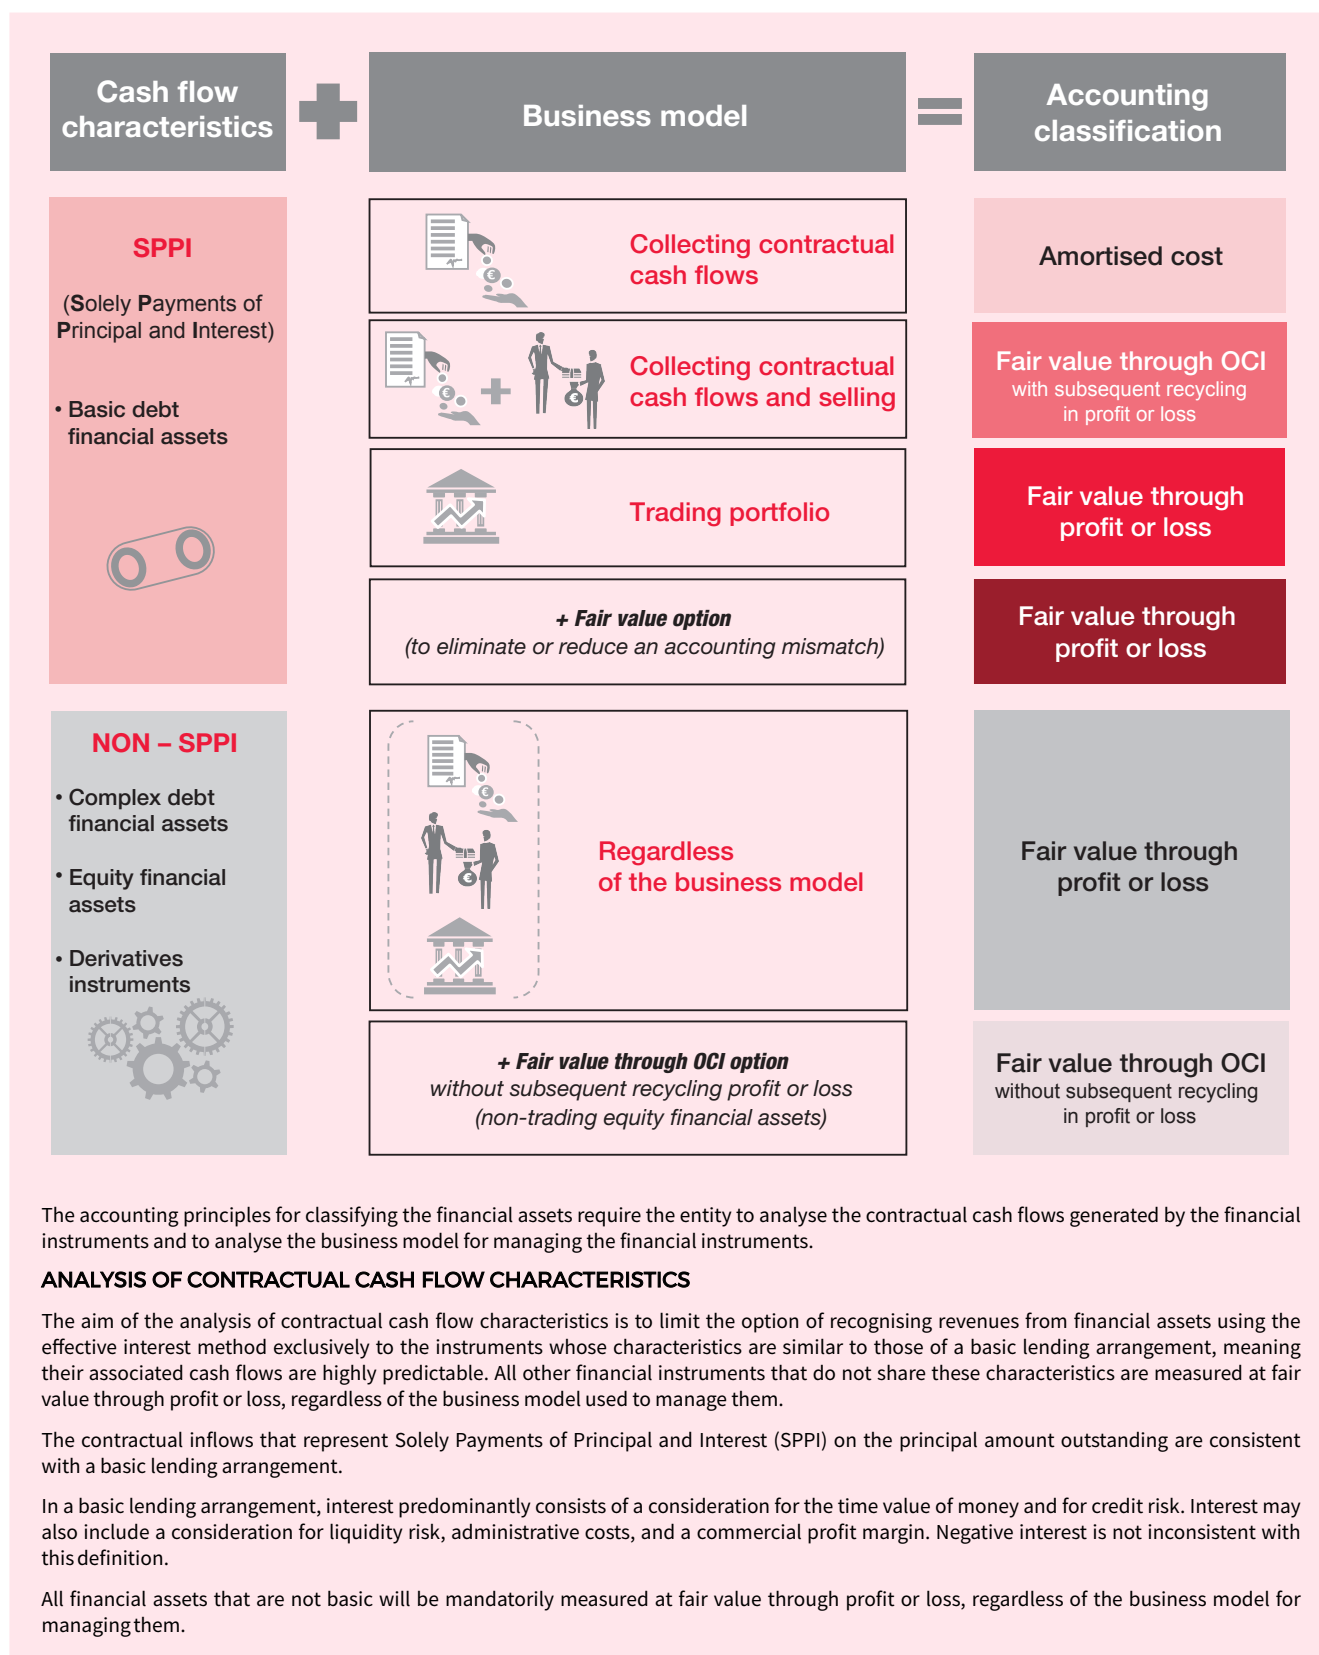 Cash flow
characteristics
Business model
Accounting
classification
SPPI
(Solely Payments of
Principal and Interest)
• Basic debt
financial assets
Collecting contractual
cash flows
Amortised cost
Collecting contractual
cash flows and selling
Fair value through OCI
with subsequent recycling
in profit or loss
Trading portfolio
Fair value through
profit or loss
+ Fair value option
(to eliminate or reduce an accounting mismatch)
Fair value through
profit or loss
NON – SPPI
• Complex debt
financial assets
• Equity financial
assets
• Derivatives
instruments
Regardless
of the business model
Fair value through
profit or loss
+ Fair value through OCI option
without subsequent recycling profit or loss
(non-trading equity financial assets)
Fair value through OCI
without subsequent recycling
in profit or loss
The accounting principles for classifying the financial assets require the entity to analyse the contractual cash flows generated by the financial
instruments and to analyse the business model for managing the financial instruments.
ANALYSIS OF CONTRACTUAL CASH FLOW CHARACTERISTICS
The aim of the analysis of contractual cash flow characteristics is to limit the option of recognising revenues from financial assets using the
effective interest method exclusively to the instruments whose characteristics are similar to those of a basic lending arrangement, meaning
their associated cash flows are highly predictable. All other financial instruments that do not share these characteristics are measured at fair
value through profit or loss, regardless of the business model used to manage them.
The contractual inflows that represent Solely Payments of Principal and Interest (SPPI) on the principal amount outstanding are consistent
with a basic lending arrangement.
In a basic lending arrangement, interest predominantly consists of a consideration for the time value of money and for credit risk. Interest may
also include a consideration for liquidity risk, administrative costs, and a commercial profit margin. Negative interest is not inconsistent with
this definition.
All financial assets that are not basic will be mandatorily measured at fair value through profit or loss, regardless of the business model for
managing them.